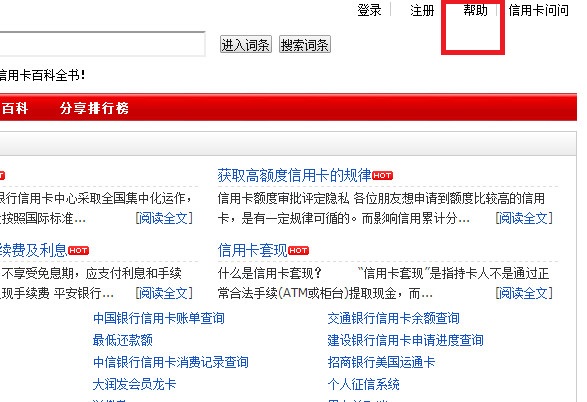 登录 注册 帮助 信用卡问问
进入词条 搜索词条
信用卡百科全书！
百科 分享排行榜
HOT 获取高额度信用卡的规律 HOT
银行信用卡中心采取全国集中化运作， 信用卡额度审批评定隐私 各位朋友想申请到额度比较高的信用
按照国际标准... [阅读全文] 卡，是有一定规律可循的。而影响信用累计分... [阅读全文]
续费及利息 HOT 信用卡套现 HOT
不享受免息期，应支付利息和手续 什么是信用卡套现？ “信用卡套现”是指持卡人不是通过正
现手续费 平安银行... [阅读全文] 常合法手续(ATM或柜台)提取现金，而... [阅读全文]
中国银行信用卡账单查询 交通银行信用卡余额查询
最低还款额 建设银行信用卡申请进度查询
中信银行信用卡消费记录查询 招商银行美国运通卡
大润发会员龙卡 个人征信系统